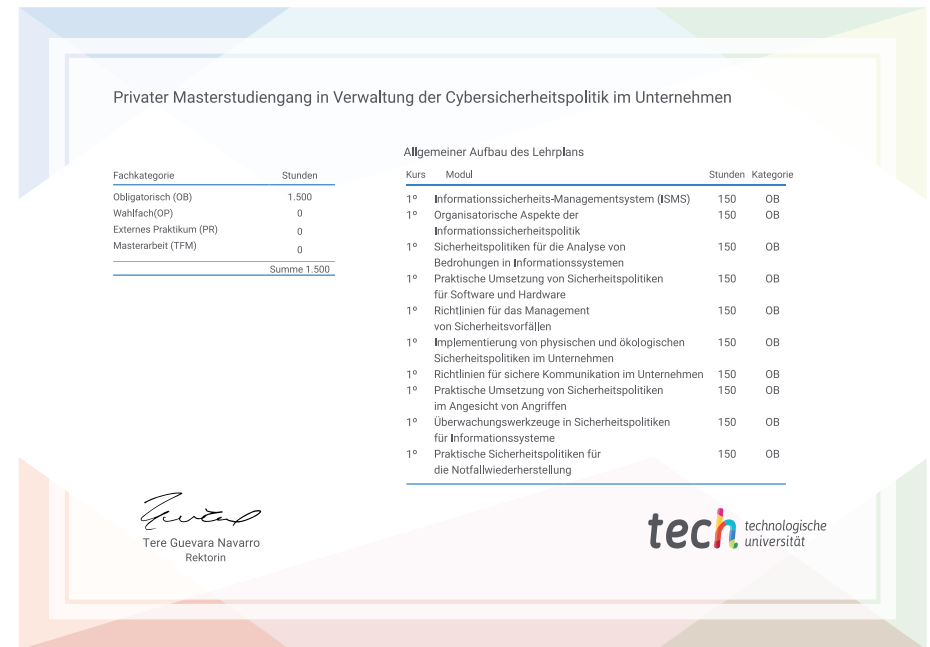 Privater Masterstudiengang in Verwaltung der Cybersicherheitspolitik im Unternehmen
Fachkategorie Stunden
Obligatorisch (OB) 1.500
Wahlfach(OP) 0
Externes Praktikum (PR) 0
Masterarbeit (TFM) 0
Summe 1.500
Allgemeiner Aufbau des Lehrplans
Kurs Modul Stunden Kategorie
1º Informationssicherheits-Managementsystem (ISMS) 150 OB
1º Organisatorische Aspekte der 150 OB
Informationssicherheitspolitik
1º Sicherheitspolitiken für die Analyse von 150 OB
Bedrohungen in Informationssystemen
1º Praktische Umsetzung von Sicherheitspolitiken 150 OB
für Software und Hardware
1º Richtlinien für das Management 150 OB
von Sicherheitsvorfällen
1º Implementierung von physischen und ökologischen 150 OB
Sicherheitspolitiken im Unternehmen
1º Richtlinien für sichere Kommunikation im Unternehmen 150 OB
1º Praktische Umsetzung von Sicherheitspolitiken 150 OB
im Angesicht von Angriffen
1º Überwachungswerkzeuge in Sicherheitspolitiken 150 OB
für Informationssysteme
1º Praktische Sicherheitspolitiken für 150 OB
die Notfallwiederherstellung
Tere Guevara Navarro
Rektorin
tech technologische
universität